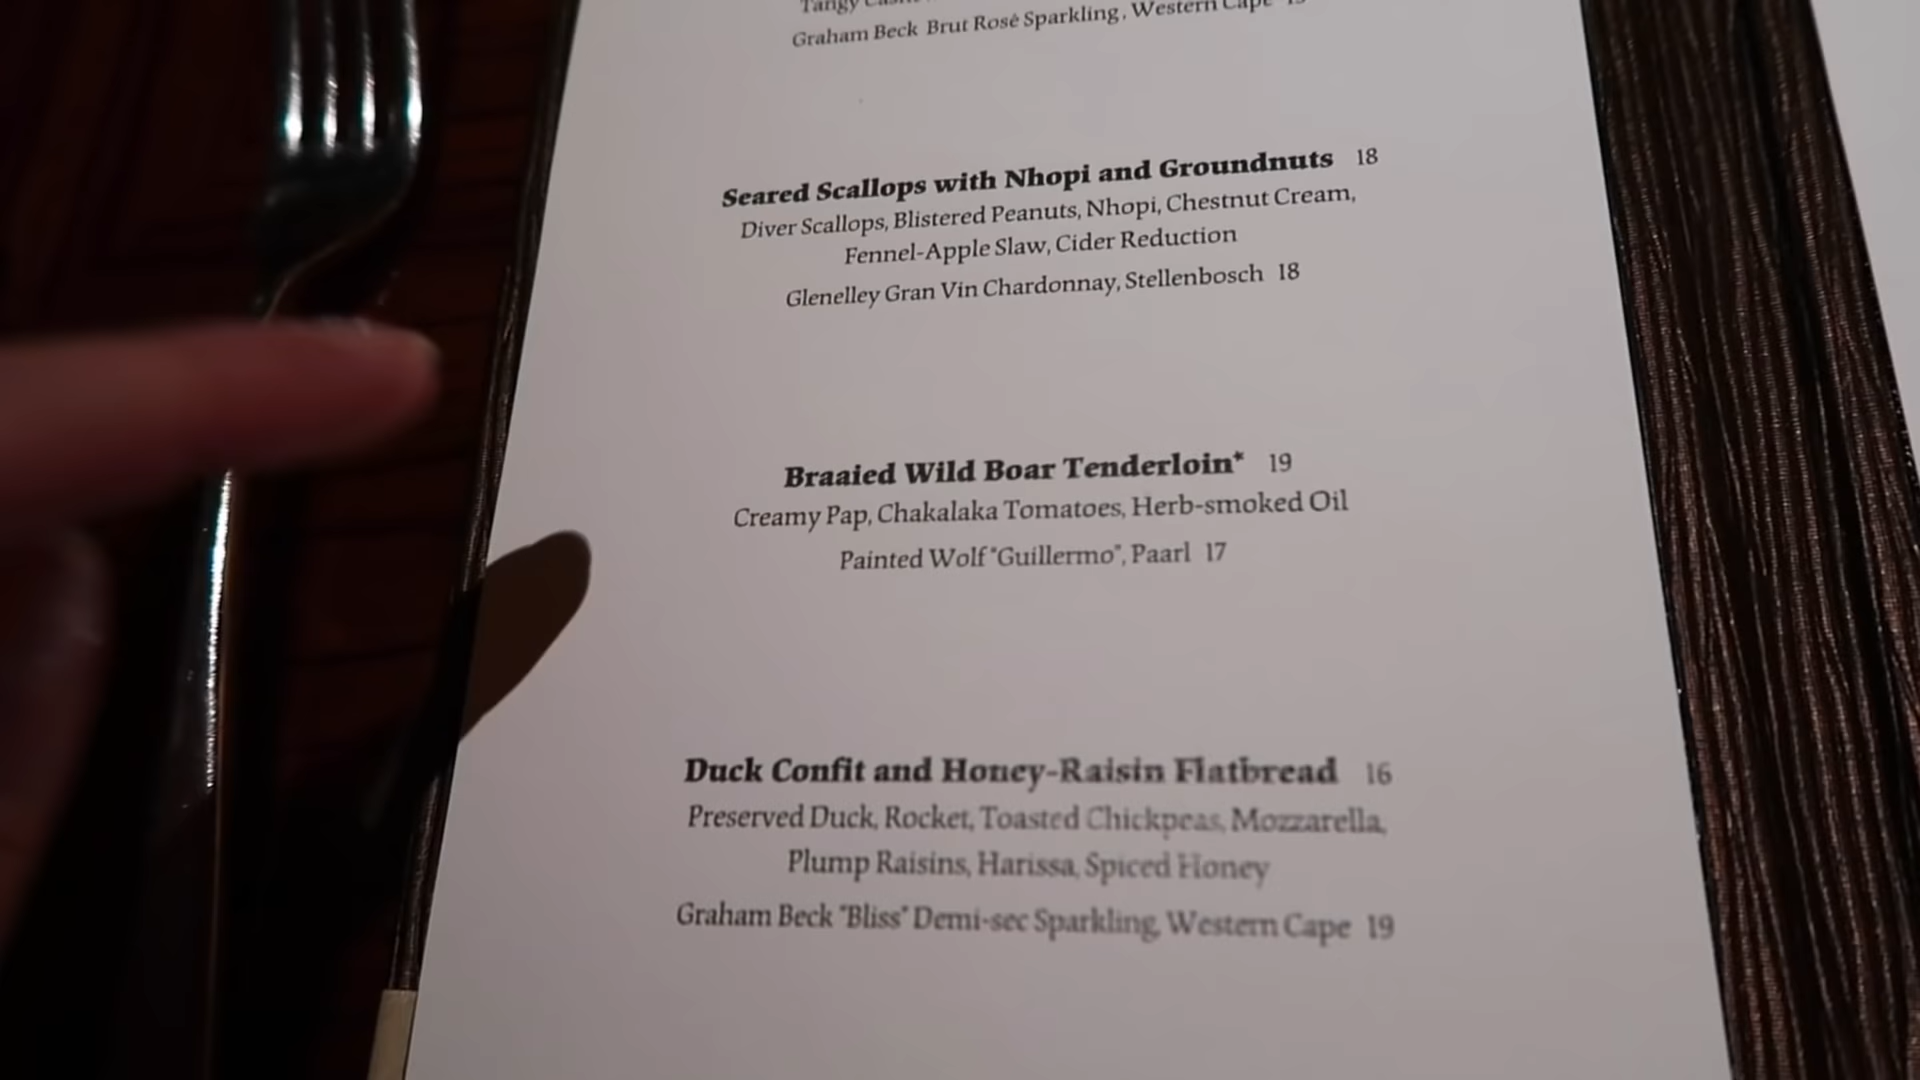 Tangy
Graham Beck Brut Rosé Sparkling, Western Cape
Seared Scallops with Nhopi and Groundnuts 18
Diver Scallops, Blistered Peanuts, Nhopi, Chestnut Cream,
Fennel-Apple Slaw, Cider Reduction
Glenelley Gran Vin Chardonnay, Stellenbosch 18
Braaied Wild Boar Tenderloin* 19
Creamy Pap, Chakalaka Tomatoes, Herb-smoked Oil
Painted Wolf "Guillermo", Paarl 17
Duck Confit and Honey-Raisin Flatbread 16
Preserved Duck, Rocket, Toasted Chickpeas, Mozzarella,
Plump Raisins, Harissa, Spiced Honey
Graham Beck "Bliss" Demi-sec Sparkling, Western Cape 19